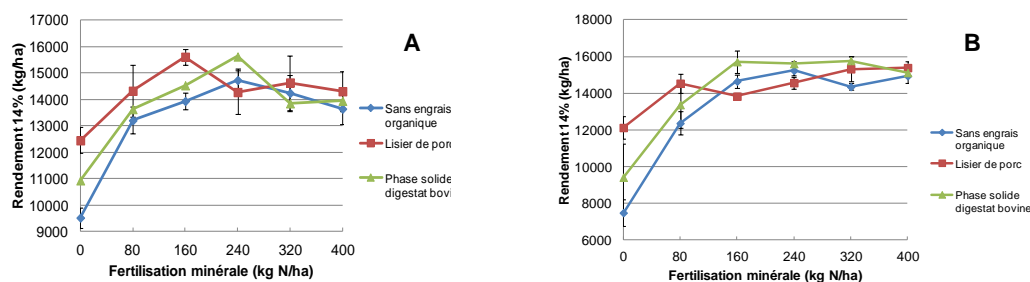 A
Rendement 14% (kg/ha)
17000
16000
15000
14000
13000
12000
11000
10000
9000
0 80 160 240 320 400
Fertilisation minérale (kg N/ha)
Sans engrais
organique
Lisier de porc
Phase solide
digestat bovine
B
Rendement 14% (kg/ha)
18000
16000
14000
12000
10000
8000
6000
0 80 160 240 320 400
Fertilisation minérale (kg N/ha)
Sans engrais
organique
Lisier de porc
Phase solide
digestat bovine